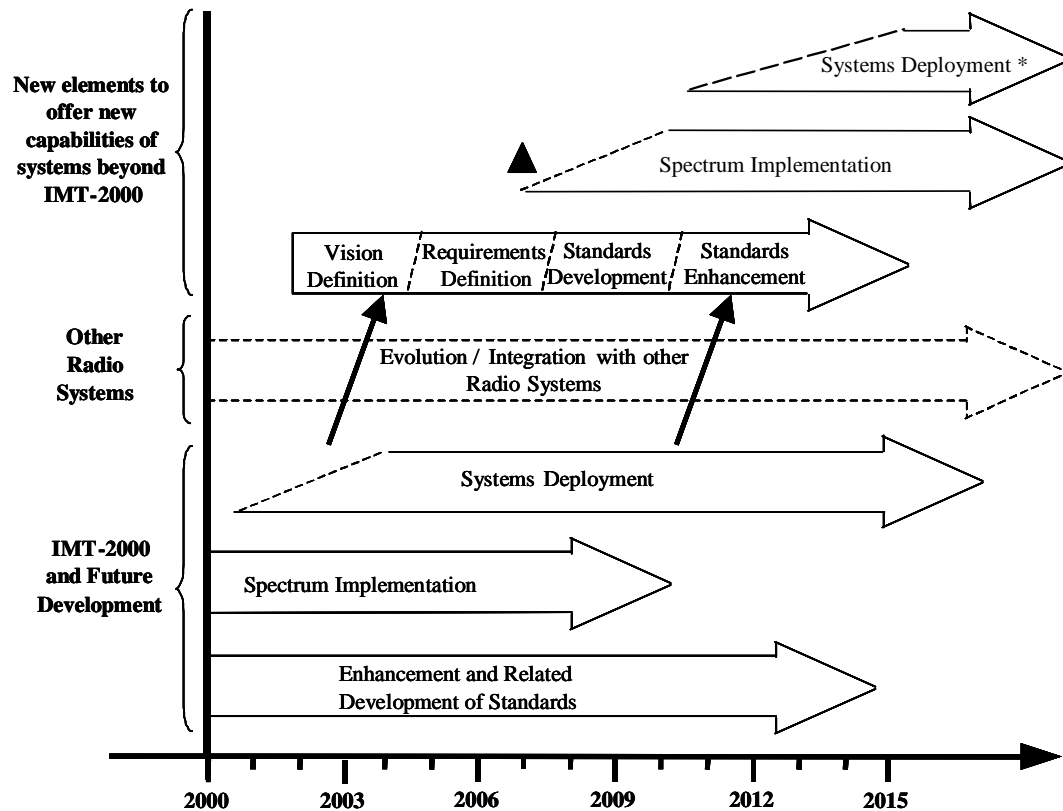 New elements to
offer new
capabilities of
systems beyond
IMT-2000
Systems Deployment *
Spectrum Implementation
Vision
Definition
Requirements
Definition
Standards
Development
Standards
Enhancement
Other
Radio
Systems
Evolution / Integration with other
Radio Systems
IMT-2000
and Future
Development
Systems Deployment
Spectrum Implementation
Enhancement and Related
Development of Standards
2000
2003
2006
2009
2012
2015